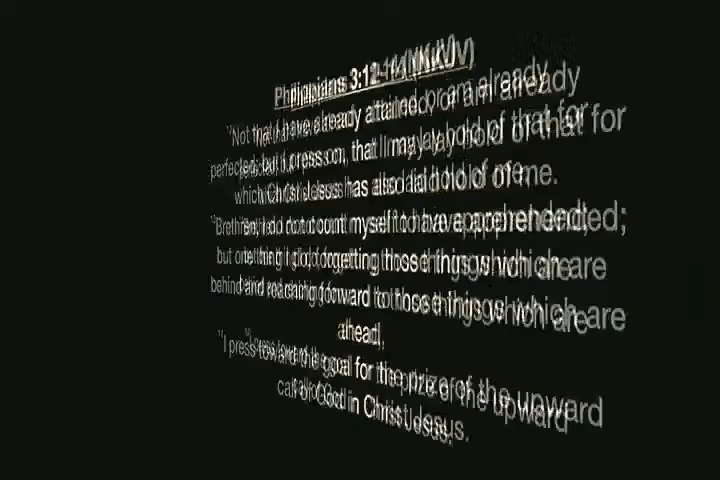 Philippians 3:12-14 (NKJV)
"Not that I have already attained, or am already
perfected; but I press on, that I may lay hold of that for
which Christ Jesus has also laid hold of me.
Brethren, I do not count myself to have apprehended;
but one thing I do, forgetting those things which are
behind and reaching forward to those things which are
ahead,
I press toward the goal for the prize of the upward
call of God in Christ Jesus.